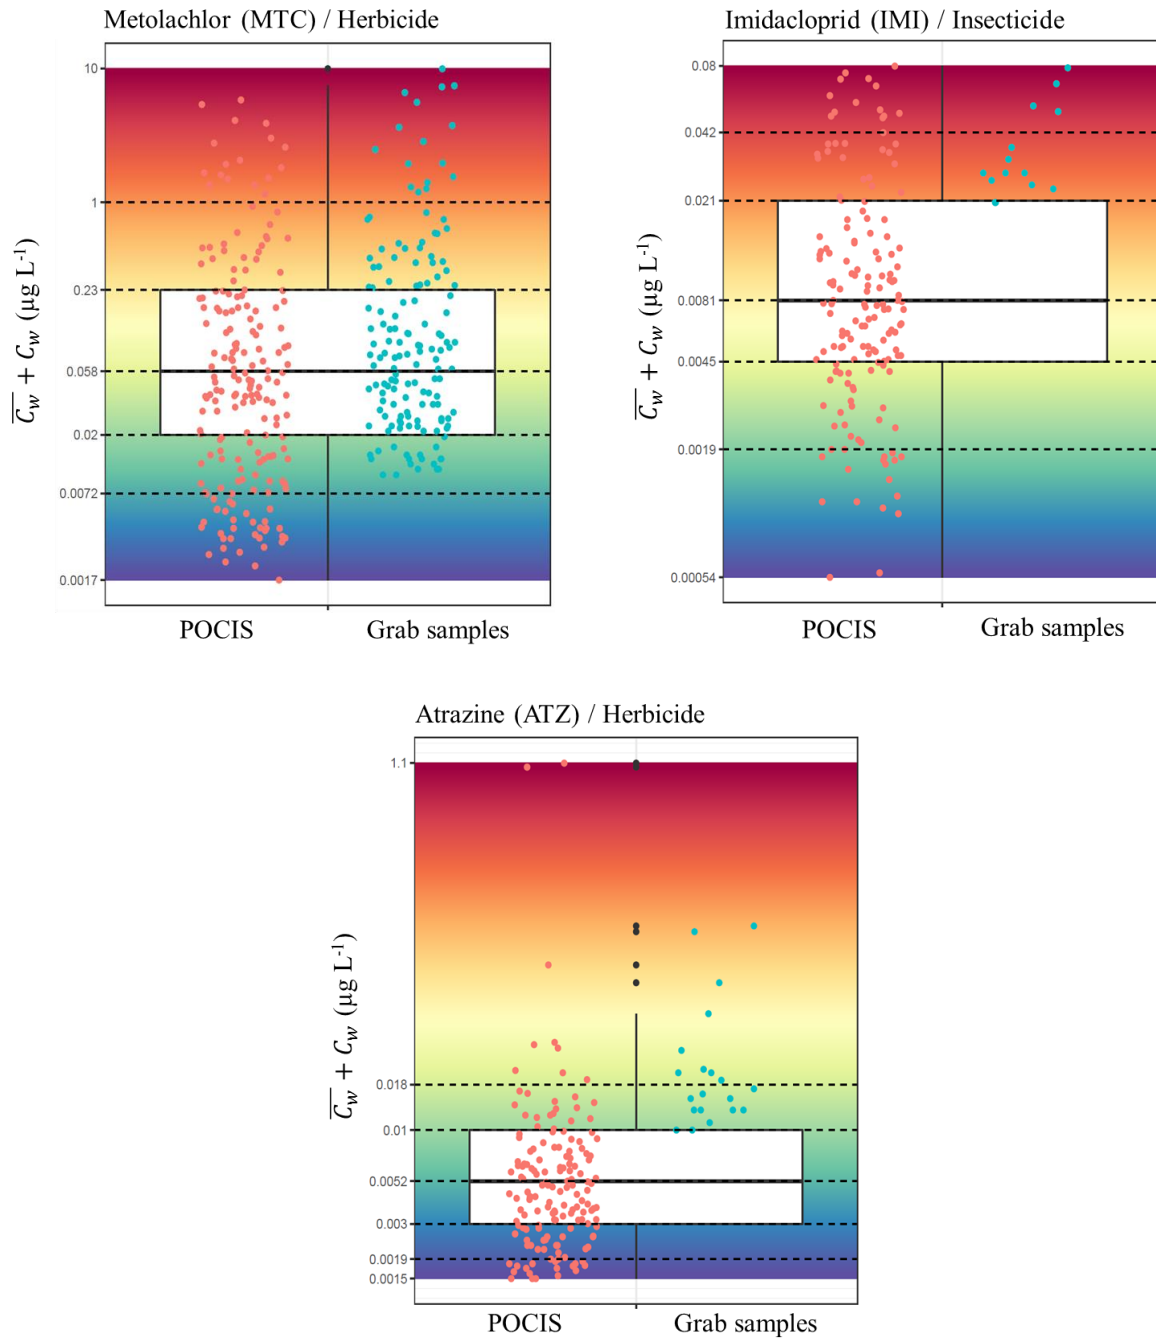 Metolachlor (MTC) / Herbicide
10
1
0.23
0.058
0.02
0.0072
0.0017
C̅w̅ + Cw (µg L-1)
POCIS
Grab samples
Imidacloprid (IMI) / Insecticide
0.08
0.042
0.021
0.0081
0.0045
0.0019
0.00054
C̅w̅ + Cw (µg L-1)
POCIS
Grab samples
Atrazine (ATZ) / Herbicide
1.1
0.018
0.01
0.0052
0.003
0.0019
0.0015
C̅w̅ + Cw (µg L-1)
POCIS
Grab samples